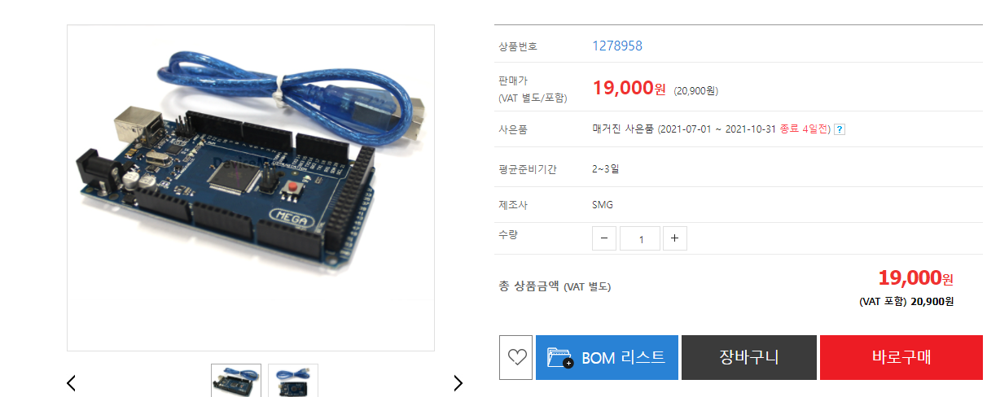 상품번호 1278958
판매가
(VAT 별도/포함)
19,000원 (20,900원)
사은품 매거진 사은품 (2021-07-01 ~ 2021-10-31 종료 4일전) ?
평균준비기간 2~3일
제조사 SMG
수량 − 1 +
총 상품금액 (VAT 별도) 19,000원
(VAT 포함) 20,900원
BOM 리스트 장바구니 바로구매
MEGA